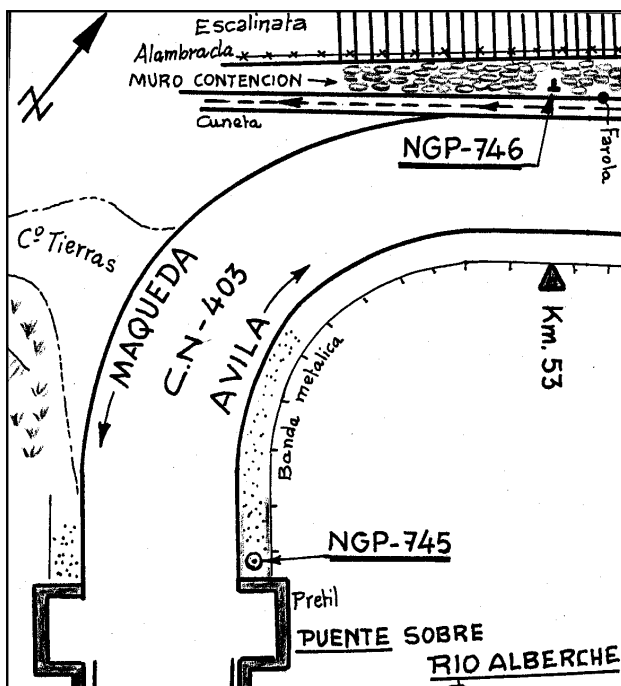 Escalinata
Alambrada
MURO CONTENCION
Cuneta
Farola
NGP-746
N
Cº Tierras
MAQUEDA
C.N-403
AVILA
Banda metalica
Km. 53
NGP-745
Pretil
PUENTE SOBRE
RIO ALBERCHE